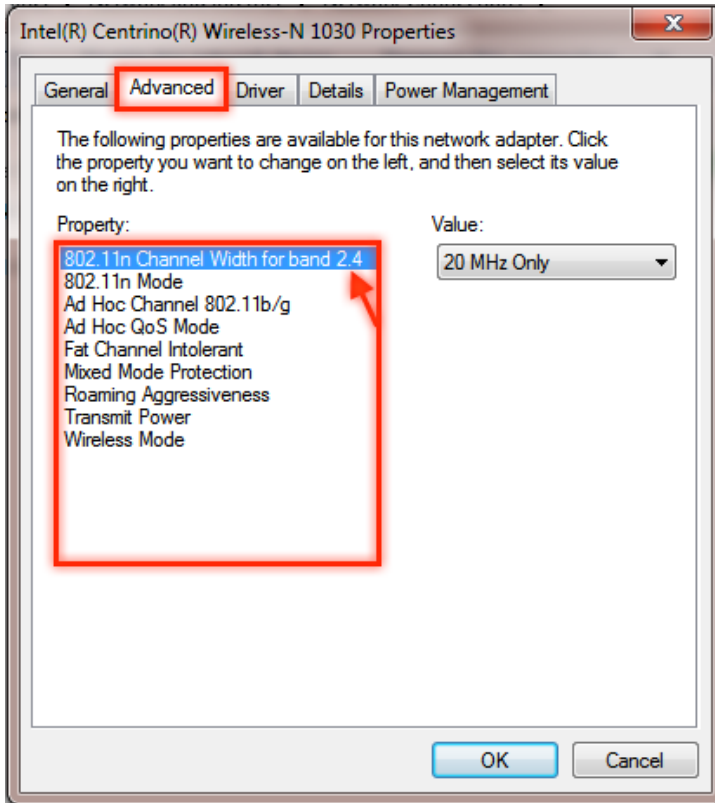 Intel(R) Centrino(R) Wireless-N 1030 Properties
X
General Advanced Driver Details Power Management
The following properties are available for this network adapter. Click
the property you want to change on the left, and then select its value
on the right.
Property:
Value:
802.11n Channel Width for band 2.4
20 MHz Only
802.11n Mode
Ad Hoc Channel 802.11b/g
Ad Hoc QoS Mode
Fat Channel Intolerant
Mixed Mode Protection
Roaming Aggressiveness
Transmit Power
Wireless Mode
OK
Cancel